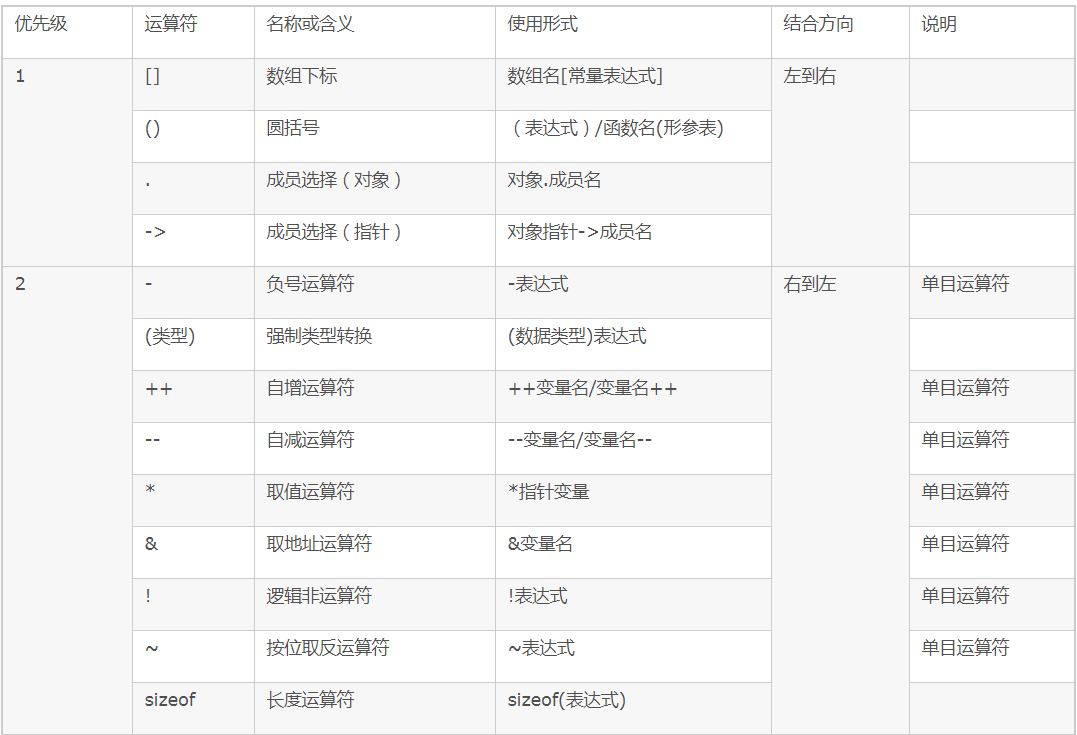 优先级 运算符 名称或含义 使用形式 结合方向 说明
1 [] 数组下标 数组名[常量表达式] 左到右
() 圆括号 （表达式）/函数名(形参表)
. 成员选择（对象） 对象.成员名
-> 成员选择（指针） 对象指针->成员名
2 - 负号运算符 -表达式 右到左 单目运算符
(类型) 强制类型转换 (数据类型)表达式
++ 自增运算符 ++变量名/变量名++ 单目运算符
-- 自减运算符 --变量名/变量名-- 单目运算符
* 取值运算符 *指针变量 单目运算符
& 取地址运算符 &变量名 单目运算符
! 逻辑非运算符 !表达式 单目运算符
~ 按位取反运算符 ~表达式 单目运算符
sizeof 长度运算符 sizeof(表达式)